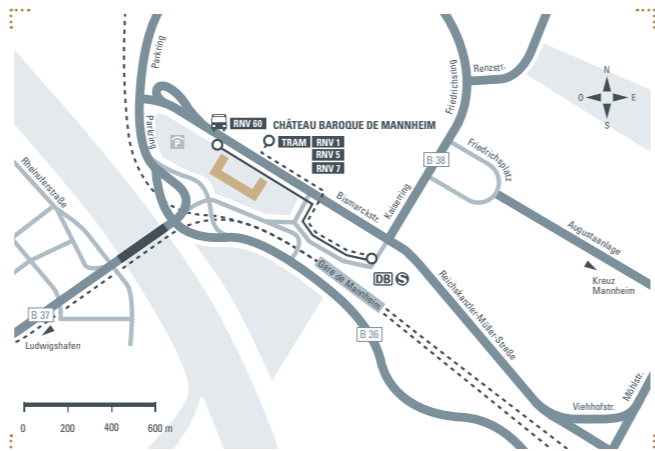 Parkring
Friedrichsring
Renzstr.
N
O
E
S
RNV 60
CHÂTEAU BAROQUE DE MANNHEIM
TRAM
RNV 1
RNV 5
RNV 7
Parkring
P
B 38
Friedrichsplatz
Rheinuferstraße
Bismarckstr.
Kaiserring
Augustaanlage
Kreuz
Mannheim
DB
S
Gare de Mannheim
Reichskanzler-Müller-Straße
B 37
Ludwigshafen
B 36
Viehhofstr.
Möhlstr.
0 200 400 600 m